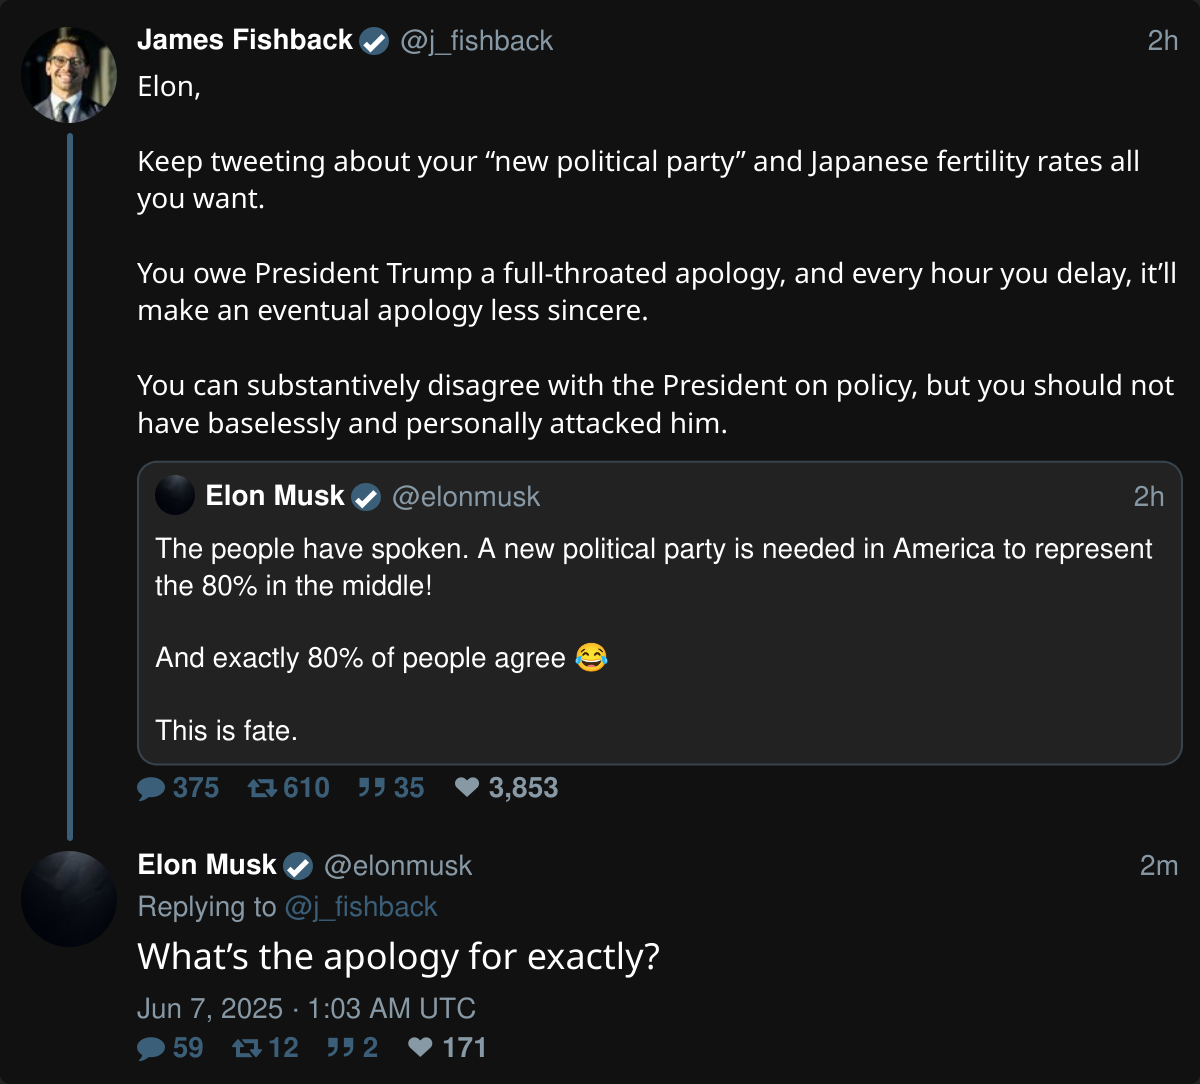 James Fishback @j_fishback 2h
Elon,
Keep tweeting about your “new political party” and Japanese fertility rates all
you want.
You owe President Trump a full-throated apology, and every hour you delay, it’ll
make an eventual apology less sincere.
You can substantively disagree with the President on policy, but you should not
have baselessly and personally attacked him.
Elon Musk @elonmusk 2h
The people have spoken. A new political party is needed in America to represent
the 80% in the middle!
And exactly 80% of people agree 😂
This is fate.
375 610 35 3,853
Elon Musk @elonmusk 2m
Replying to @j_fishback
What’s the apology for exactly?
Jun 7, 2025 · 1:03 AM UTC
59 12 2 171